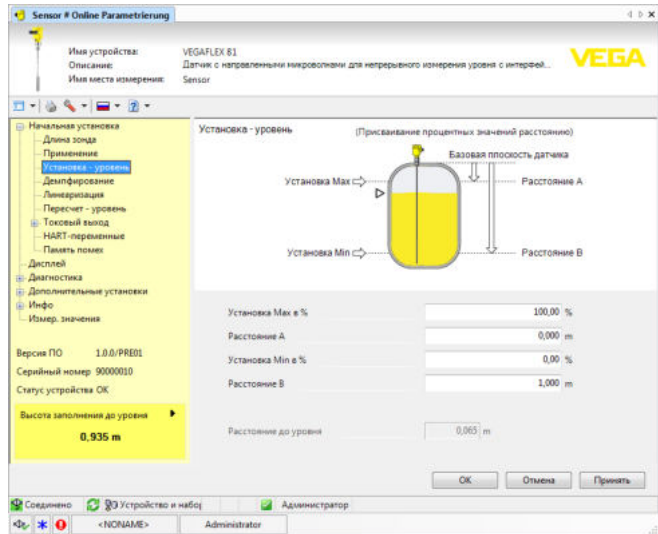 Sensor # Online Parametrierung
Имя устройства: VEGAFLEX 81
Описание: Датчик с направленными микроволнами для непрерывного измерения уровня с интерфей...
Имя места измерения: Sensor
VEGA
Начальная установка
Длина зонда
Применение
Установка - уровень
Демпфирование
Линеаризация
Пересчет - уровень
Токовый выход
HART-переменные
Память помех
Дисплей
Диагностика
Дополнительные установки
Инфо
Измер. значения
Версия ПО 1.0.0/PRE01
Серийный номер 90000010
Статус устройства OK
Высота заполнения до уровня
0,935 m
Установка - уровень (Присваивание процентных значений расстоянию)
Базовая плоскость датчика
Установка Max Расстояние A
Установка Min Расстояние B
Установка Max в % 100,00 %
Расстояние A 0,000 m
Установка Min в % 0,00 %
Расстояние B 1,000 m
Расстояние до уровня 0,065 m
OK Отмена Принять
Соединено Устройство и набој Администратор
<NONAME> Administrator